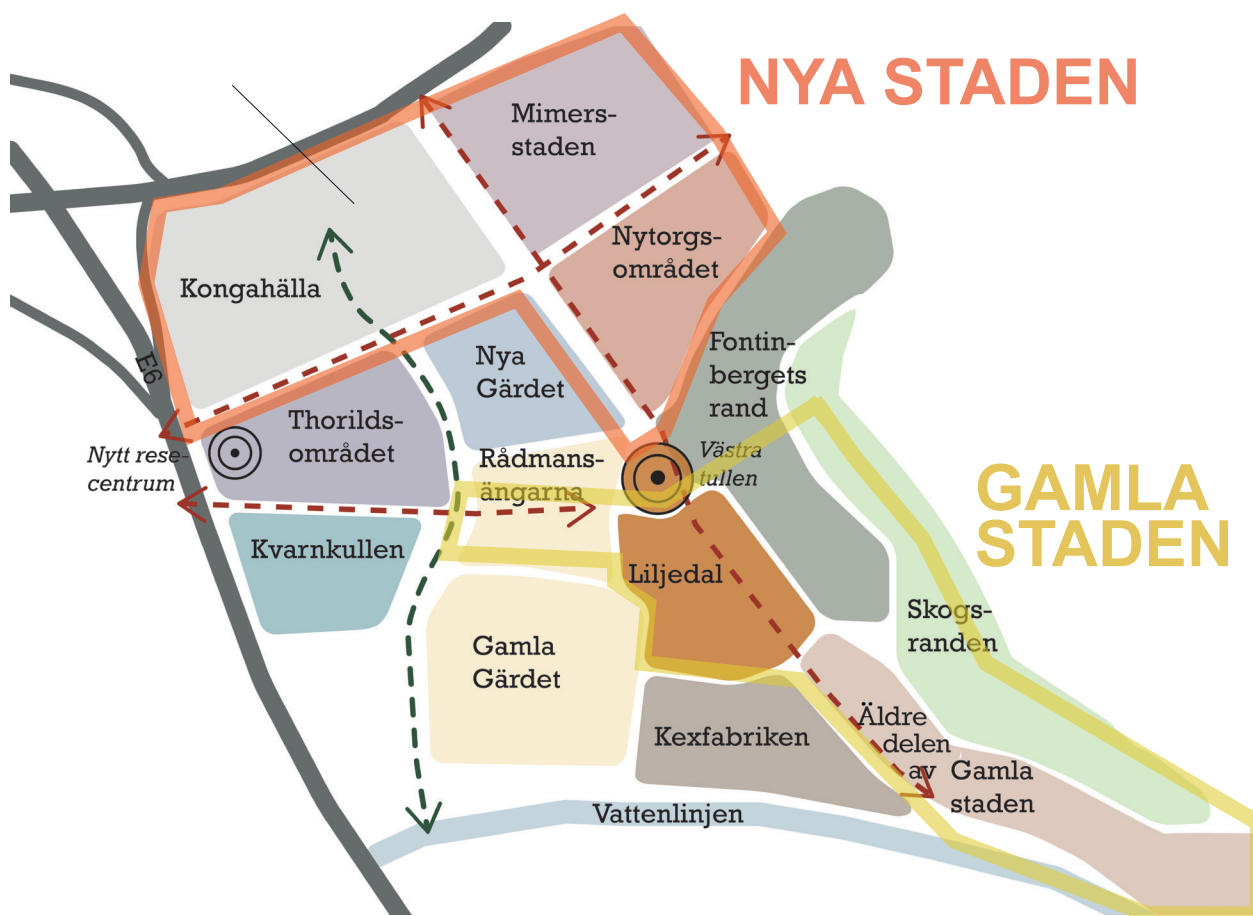 NYA STADEN
Mimers-
staden
Nytorgs-
området
Kongahälla
Nya
Gärdet
Fontin-
bergets
rand
E6
Thorilds-
området
Nytt rese-
centrum
Rådmans-
ängarna
Västra
tullen
GAMLA
STADEN
Kvarnkullen
Liljedal
Skogs-
randen
Gamla
Gärdet
Kexfabriken
Äldre
delen
av Gamla
staden
Vattenlinjen